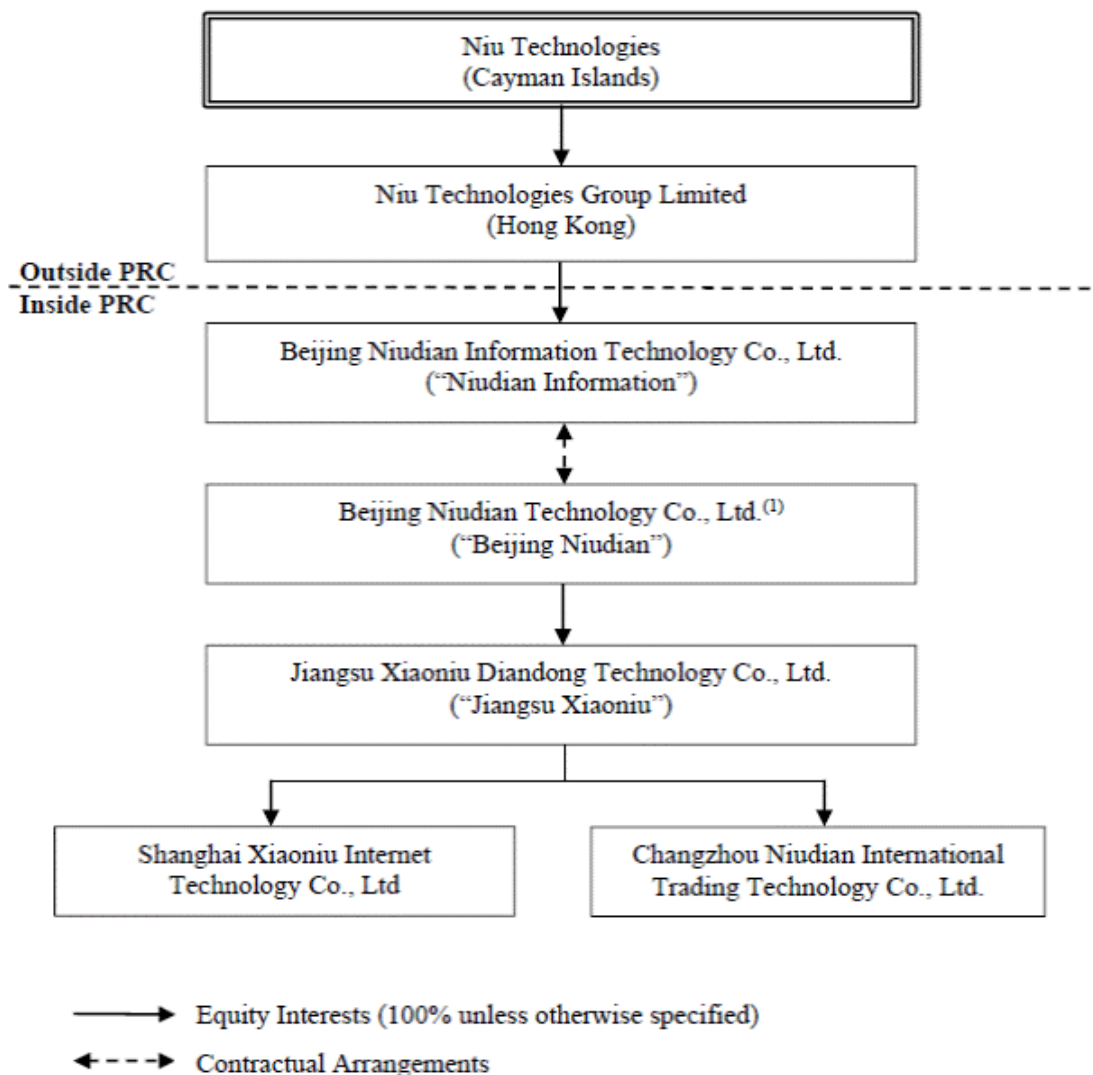 Niu Technologies
(Cayman Islands)
Niu Technologies Group Limited
(Hong Kong)
Outside PRC
Inside PRC
Beijing Niudian Information Technology Co., Ltd.
(“Niudian Information”)
Beijing Niudian Technology Co., Ltd.(1)
(“Beijing Niudian”)
Jiangsu Xiaoniu Diandong Technology Co., Ltd.
(“Jiangsu Xiaoniu”)
Shanghai Xiaoniu Internet
Technology Co., Ltd
Changzhou Niudian International
Trading Technology Co., Ltd.
Equity Interests (100% unless otherwise specified)
Contractual Arrangements